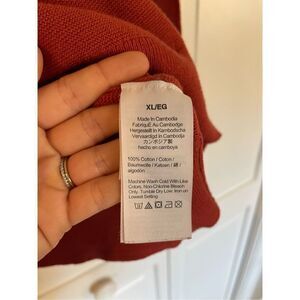 XL/EG
Made In Cambodia
FabriquÉ Au Cambodge
Hergestellt in Kambodscha
Vervaardigd in Cambodja
カンボジア製
hecho en camboya
100% Cotton / Coton /
Baumwolle / Katoen / 綿 /
algodón
Machine Wash Cold With Like
Colors. Non-Chlorine Bleach
Only. Tumble Dry Low. Iron on
Lowest Setting